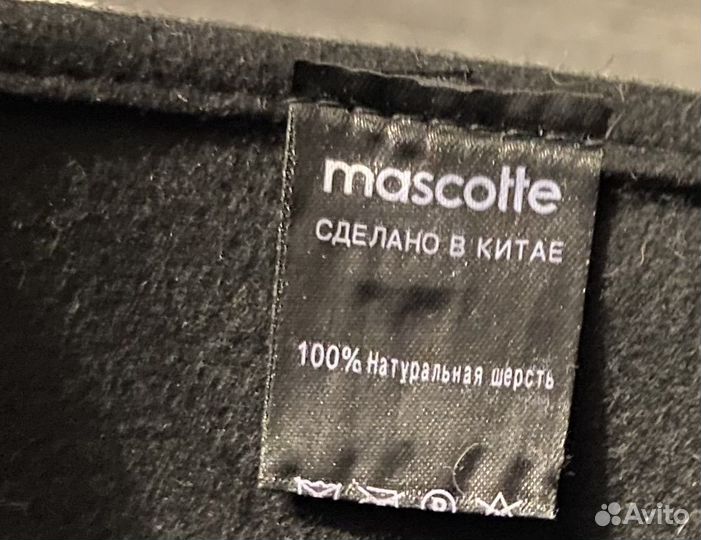 mascotte
СДЕЛАНО В КИТАЕ
100% Натуральная шерсть
Avito